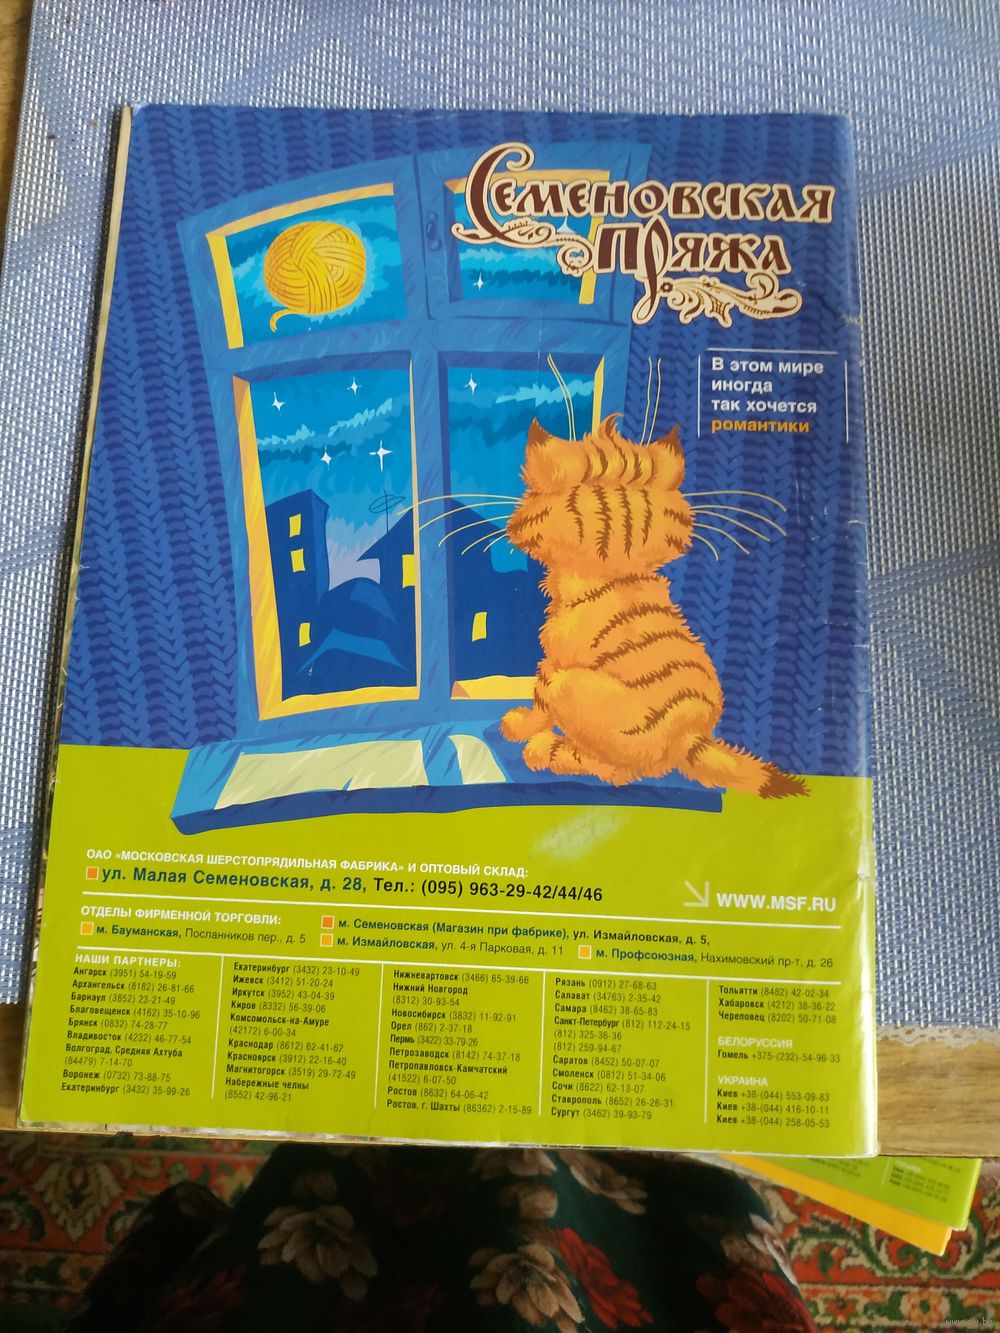 Семеновская
Пряжа
В этом мире
иногда
так хочется
романтики
ОАО «МОСКОВСКАЯ ШЕРСТОПРЯДИЛЬНАЯ ФАБРИКА» И ОПТОВЫЙ СКЛАД:
ул. Малая Семеновская, д. 28, Тел.: (095) 963-29-42/44/46
WWW.MSF.RU
ОТДЕЛЫ ФИРМЕННОЙ ТОРГОВЛИ:
м. Семеновская (Магазин при фабрике), ул. Измайловская, д. 5,
м. Бауманская, Посланников пер., д. 5
м. Измайловская, ул. 4-я Парковая, д. 11
м. Профсоюзная, Нахимовский пр-т, д. 26
НАШИ ПАРТНЕРЫ:
Ангарск (3951) 54-19-59
Архангельск (8182) 26-81-66
Барнаул (3852) 23-21-49
Благовещенск (4162) 35-10-96
Брянск (0832) 74-28-77
Владивосток (4232) 46-77-54
Волгоград, Средняя Ахтуба
(84479) 7-14-70
Воронеж (0732) 73-88-75
Екатеринбург (3432) 35-99-26
Екатеринбург (3432) 23-10-49
Ижевск (3412) 51-20-24
Иркутск (3952) 43-04-39
Киров (8332) 56-39-06
Комсомольск-на-Амуре
(42172) 6-00-34
Краснодар (8612) 62-41-62
Красноярск (3912) 22-16-40
Магнитогорск (3519) 29-72-49
Набережные челны
(8552) 42-96-21
Нижневартовск (3466) 65-39-66
Нижний Новгород
(8312) 30-93-54
Новосибирск (3832) 11-92-91
Орел (862) 2-37-18
Пермь (3422) 33-79-26
Петрозаводск (8142) 74-37-18
Петропавловск-Камчатский
(41522) 6-07-50
Ростов (8632) 64-06-42
Ростов, г. Шахты (86362) 2-15-89
Рязань (0912) 27-68-63
Салават (34763) 2-35-42
Самара (8462) 38-65-83
Санкт-Петербург (812) 112-24-15
(812) 325-36-36
(812) 259-94-67
Саратов (8452) 50-07-07
Смоленск (0812) 51-34-06
Сочи (8622) 62-13-07
Ставрополь (8652) 26-26-31
Сургут (3462) 39-93-79
Тольятти (8482) 42-02-34
Хабаровск (4212) 38-36-22
Череповец (8202) 50-71-08
БЕЛОРУССИЯ
Гомель +375-(232)-54-96-33
УКРАИНА
Киев +38-(044) 553-09-83
Киев +38-(044) 416-10-11
Киев +38-(044) 258-05-53